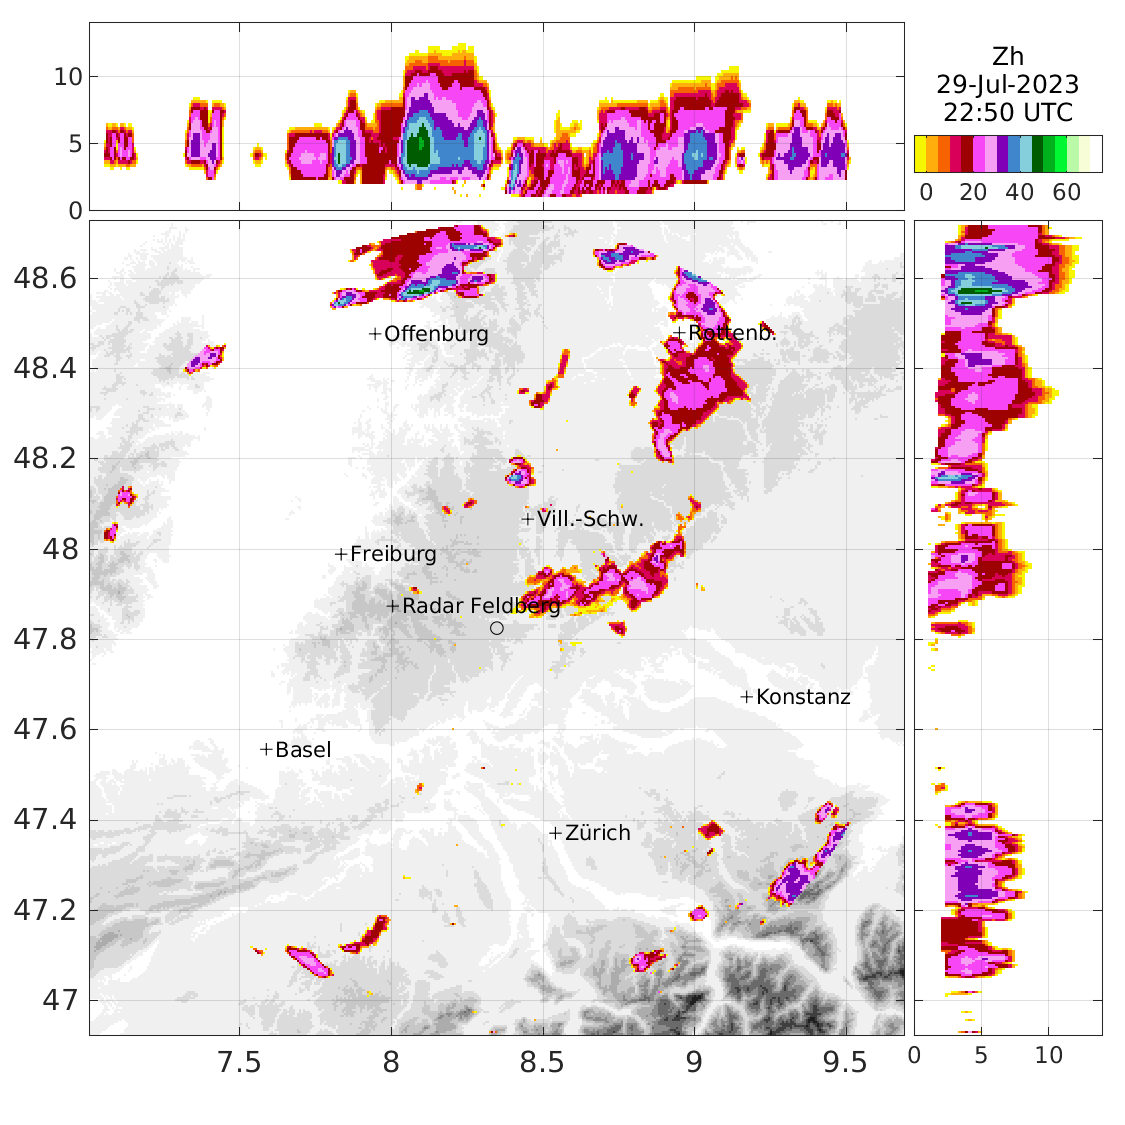 Zh
29-Jul-2023
22:50 UTC
0 20 40 60
10
5
0
48.6
48.4
48.2
48
47.8
47.6
47.4
47.2
47
+Offenburg
+Rottenb.
+Vill.-Schw.
+Freiburg
+Radar Feldberg
+Konstanz
+Basel
+Zürich
7.5 8 8.5 9 9.5
0 5 10